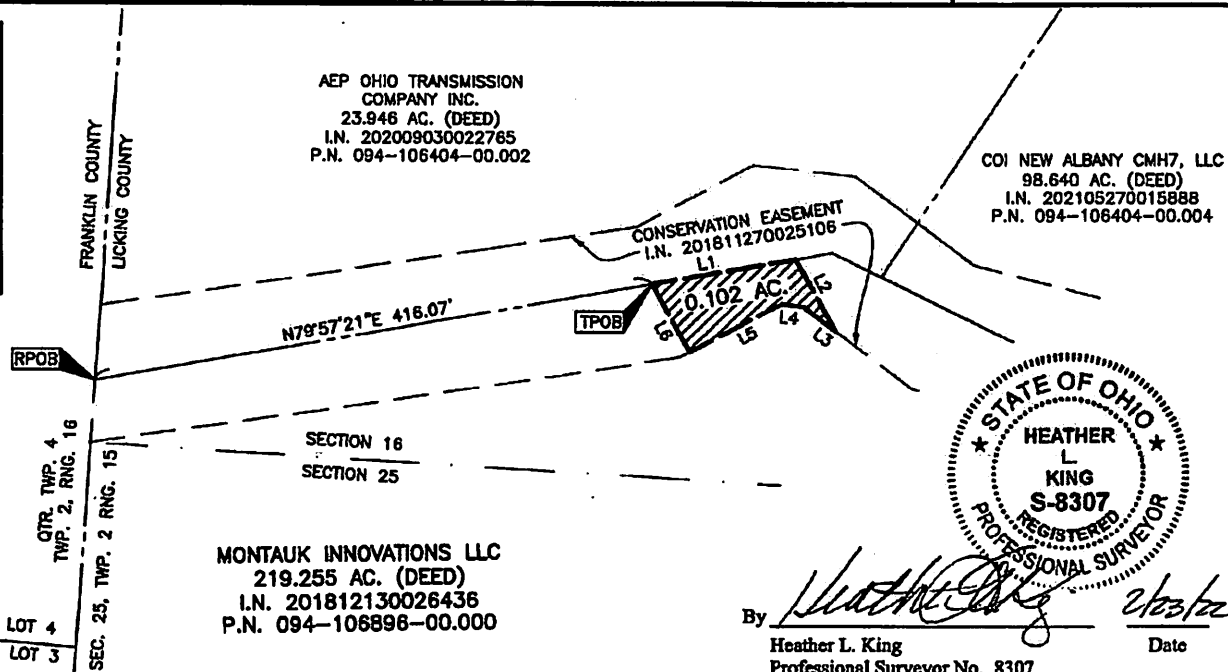 AEP OHIO TRANSMISSION
COMPANY INC.
23.946 AC. (DEED)
I.N. 202009030022765
P.N. 094-106404-00.002
COI NEW ALBANY CMH7, LLC
98.640 AC. (DEED)
I.N. 202105270015888
P.N. 094-106404-00.004
FRANKLIN COUNTY
LICKING COUNTY
CONSERVATION EASEMENT
I.N. 201811270025106
L1
0.102 AC.
L2
L3
L4
L5
L6
TPOB
N79°57'21"E 416.07'
RPOB
SECTION 16
SECTION 25
QTR. TWP. 4
TWP. 2, RNG. 16
SEC. 25, TWP. 2 RNG. 15
LOT 4
LOT 3
MONTAUK INNOVATIONS LLC
219.255 AC. (DEED)
I.N. 201812130026436
P.N. 094-106896-00.000
STATE OF OHIO
HEATHER
L.
KING
S-8307
REGISTERED
PROFESSIONAL SURVEYOR
By Heather L King 2/23/22
Heather L. King Date
Professional Surveyor No. 8307